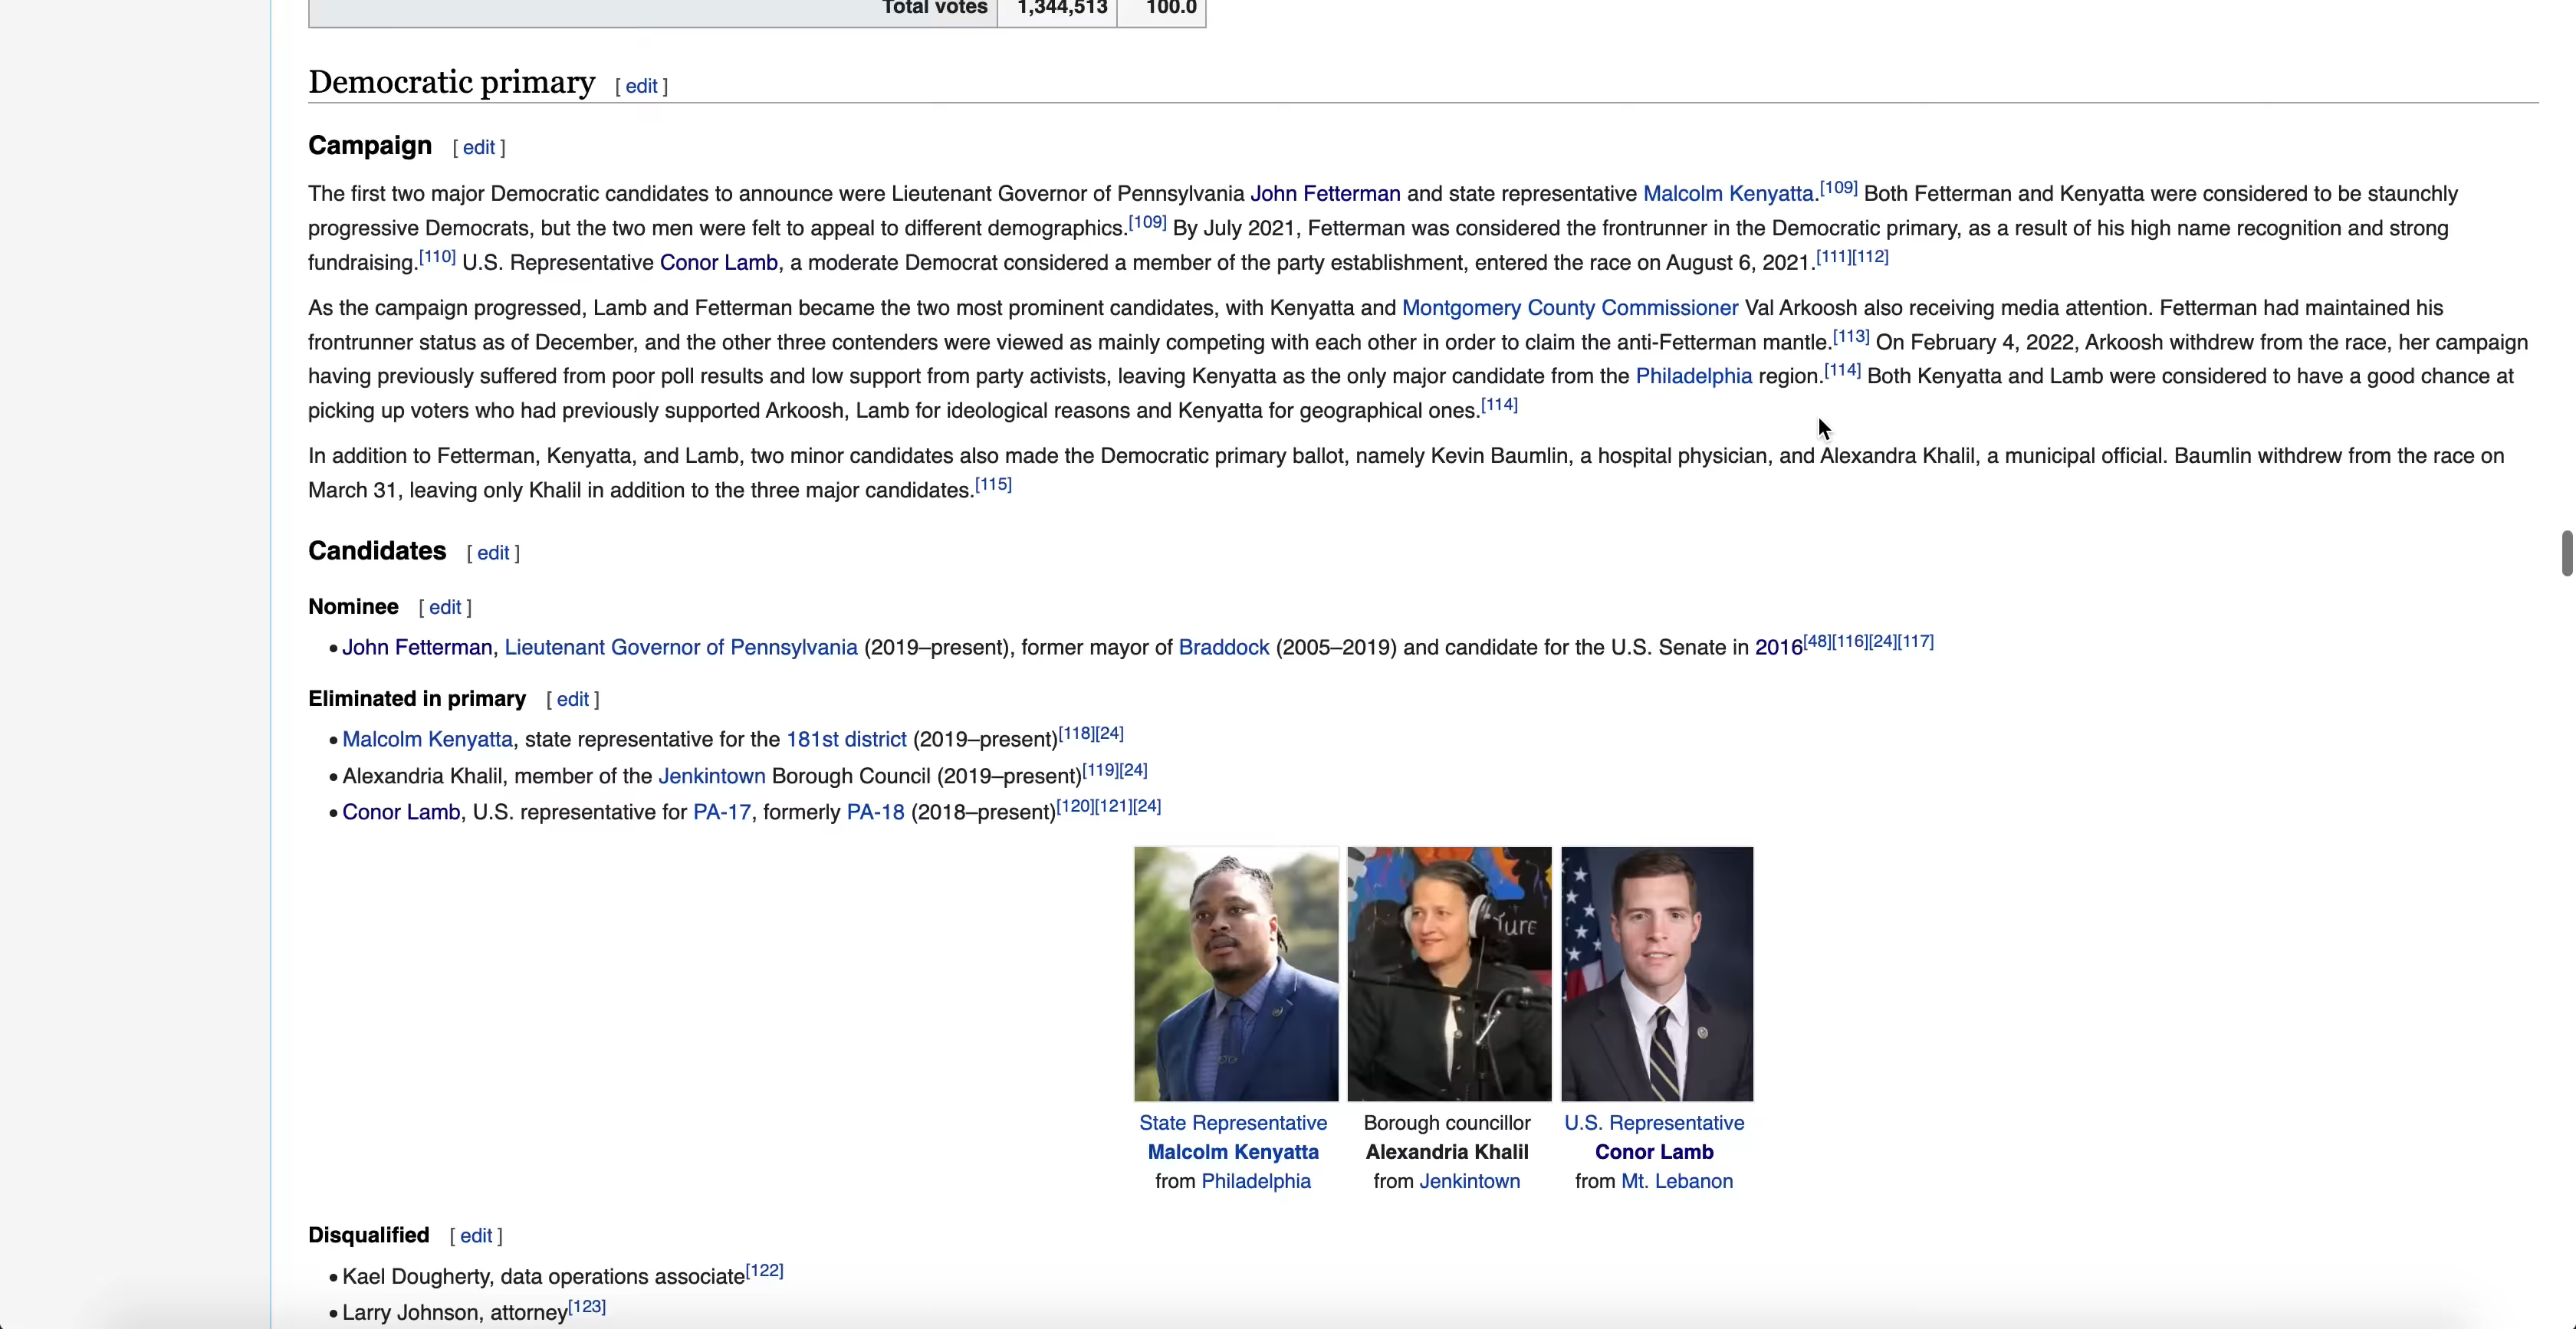 Total votes 1,344,513 100.0
Democratic primary [ edit ]
Campaign [ edit ]
The first two major Democratic candidates to announce were Lieutenant Governor of Pennsylvania John Fetterman and state representative Malcolm Kenyatta.[109] Both Fetterman and Kenyatta were considered to be staunchly
progressive Democrats, but the two men were felt to appeal to different demographics.[109] By July 2021, Fetterman was considered the frontrunner in the Democratic primary, as a result of his high name recognition and strong
fundraising.[110] U.S. Representative Conor Lamb, a moderate Democrat considered a member of the party establishment, entered the race on August 6, 2021.[111][112]
As the campaign progressed, Lamb and Fetterman became the two most prominent candidates, with Kenyatta and Montgomery County Commissioner Val Arkoosh also receiving media attention. Fetterman had maintained his
frontrunner status as of December, and the other three contenders were viewed as mainly competing with each other in order to claim the anti-Fetterman mantle.[113] On February 4, 2022, Arkoosh withdrew from the race, her campaign
having previously suffered from poor poll results and low support from party activists, leaving Kenyatta as the only major candidate from the Philadelphia region.[114] Both Kenyatta and Lamb were considered to have a good chance at
picking up voters who had previously supported Arkoosh, Lamb for ideological reasons and Kenyatta for geographical ones.[114]
In addition to Fetterman, Kenyatta, and Lamb, two minor candidates also made the Democratic primary ballot, namely Kevin Baumlin, a hospital physician, and Alexandra Khalil, a municipal official. Baumlin withdrew from the race on
March 31, leaving only Khalil in addition to the three major candidates.[115]
Candidates [ edit ]
Nominee [ edit ]
• John Fetterman, Lieutenant Governor of Pennsylvania (2019–present), former mayor of Braddock (2005–2019) and candidate for the U.S. Senate in 2016[48][116][24][117]
Eliminated in primary [ edit ]
• Malcolm Kenyatta, state representative for the 181st district (2019–present)[118][24]
• Alexandria Khalil, member of the Jenkintown Borough Council (2019–present)[119][24]
• Conor Lamb, U.S. representative for PA-17, formerly PA-18 (2018–present)[120][121][24]
Ture
State Representative
Malcolm Kenyatta
from Philadelphia
Borough councillor
Alexandria Khalil
from Jenkintown
U.S. Representative
Conor Lamb
from Mt. Lebanon
Disqualified [ edit ]
• Kael Dougherty, data operations associate[122]
• Larry Johnson, attorney[123]